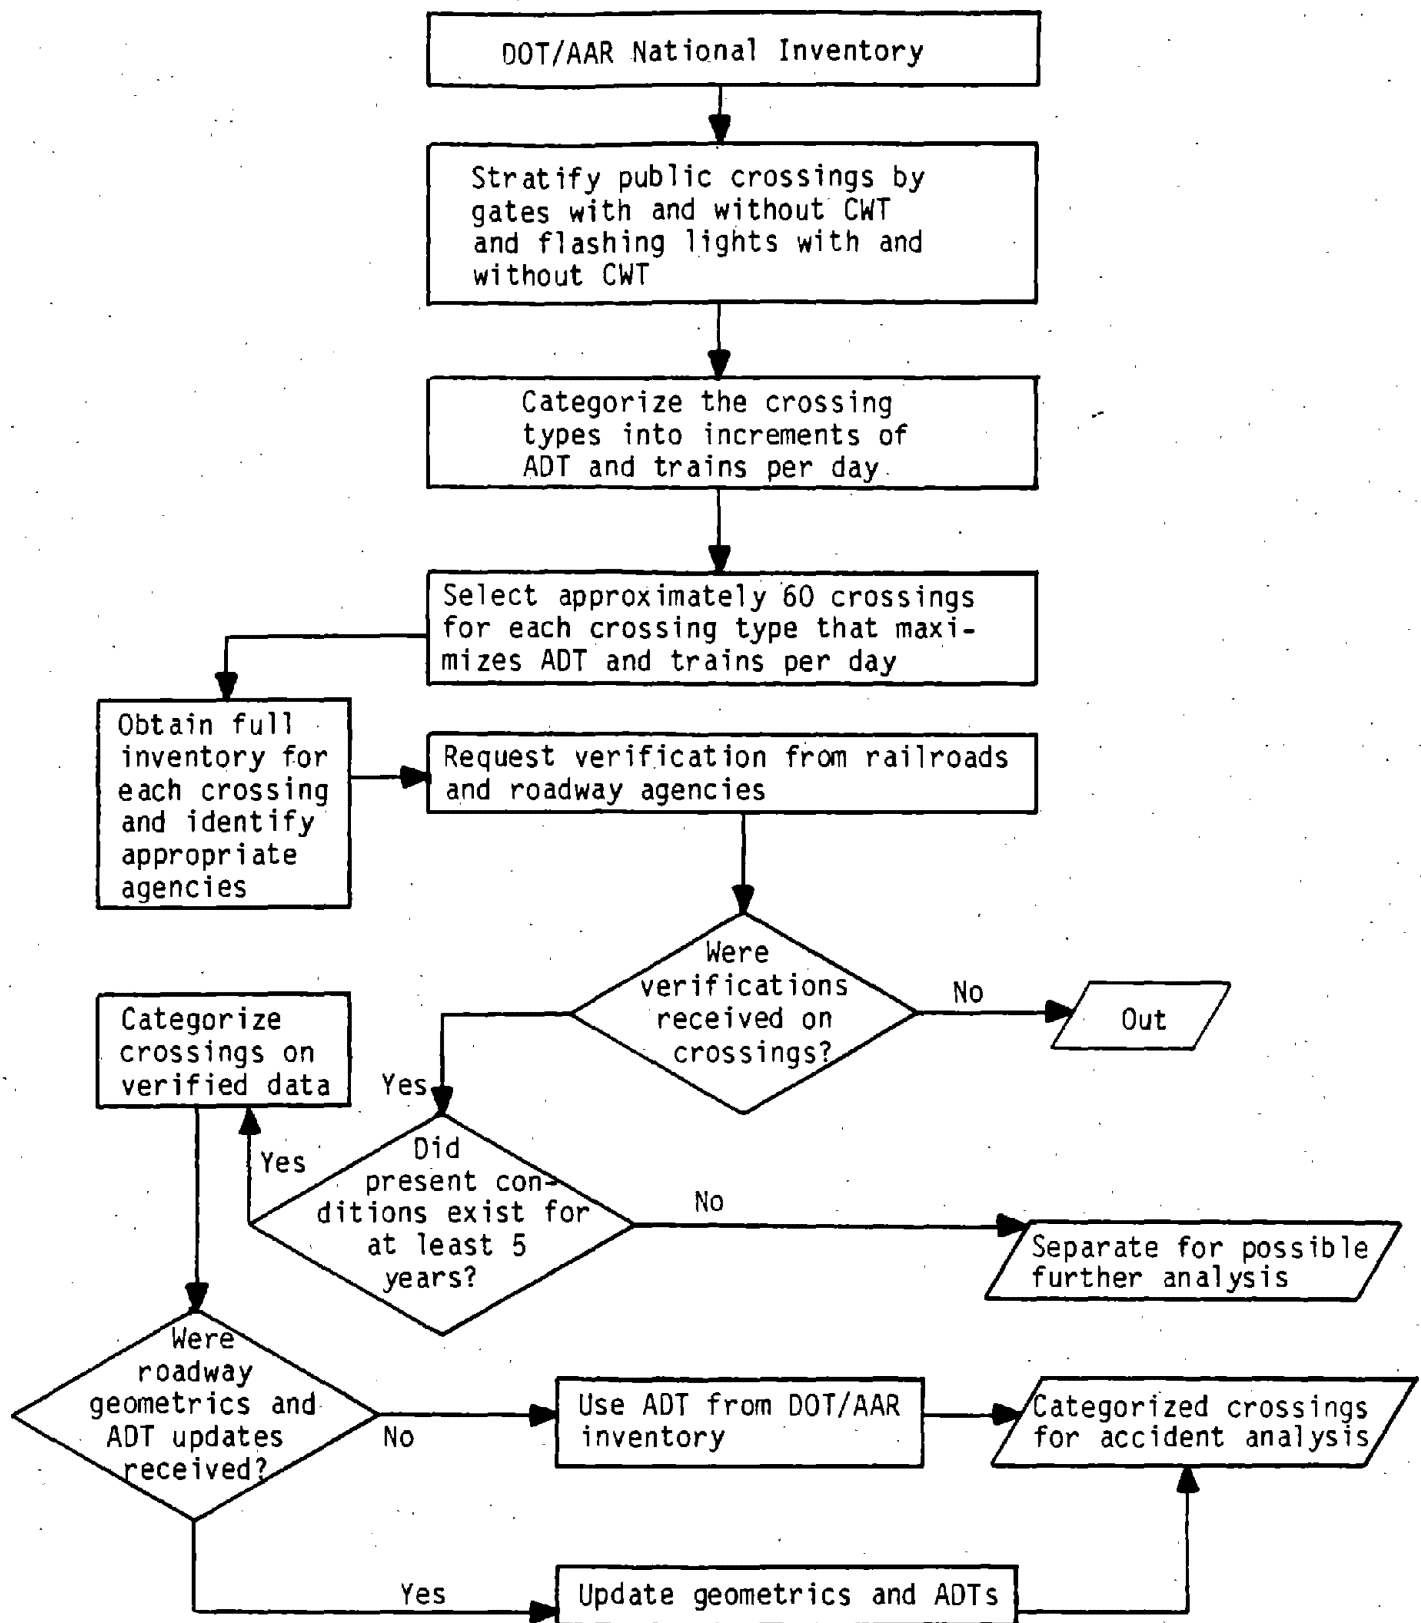 DOT/AAR National Inventory
Stratify public crossings by
gates with and without CWT
and flashing lights with and
without CWT
Categorize the crossing
types into increments of
ADT and trains per day
Select approximately 60 crossings
for each crossing type that maxi-
mizes ADT and trains per day
Obtain full
inventory for
each crossing
and identify
appropriate
agencies
Request verification from railroads
and roadway agencies
Were
verifications
received on
crossings?
No
Out
Yes
Did
present con-
ditions exist for
at least 5
years?
No
Separate for possible
further analysis
Yes
Categorize
crossings on
verified data
Were
roadway
geometrics and
ADT updates
received?
No
Use ADT from DOT/AAR
inventory
Categorized crossings
for accident analysis
Yes
Update geometrics and ADTs